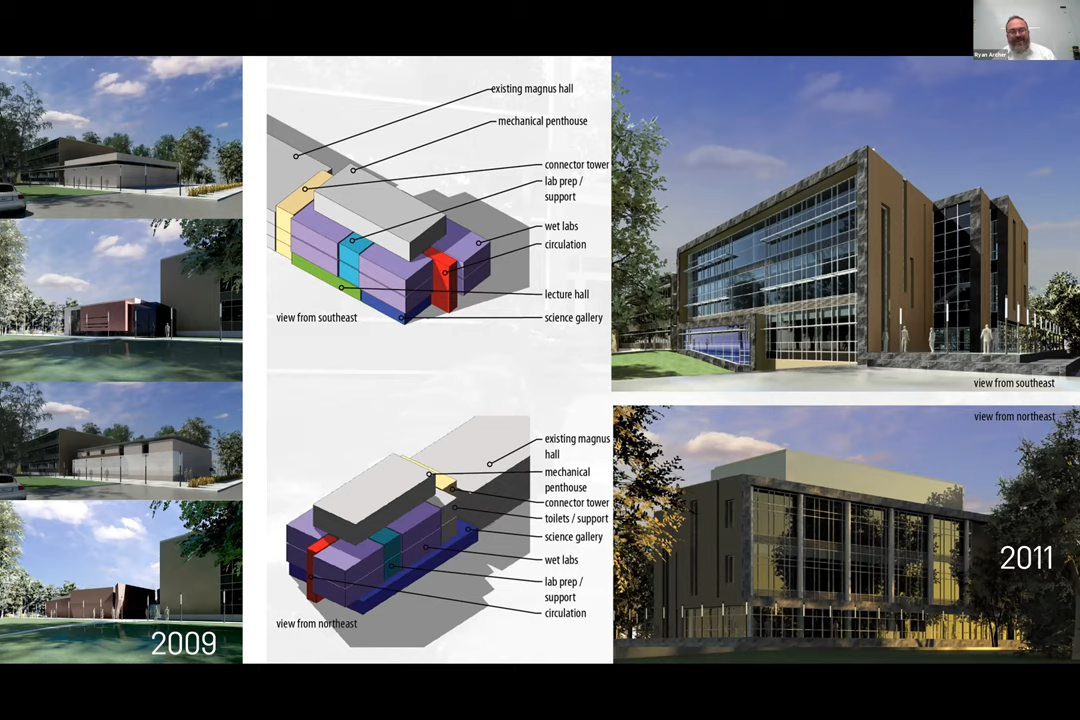 Ryan Archer
existing magnus hall
mechanical penthouse
connector tower
lab prep /
support
wet labs
circulation
lecture hall
science gallery
view from southeast
existing magnus
hall
mechanical
penthouse
connector tower
toilets / support
science gallery
wet labs
lab prep /
support
circulation
view from northeast
2009
view from southeast
view from northeast
2011